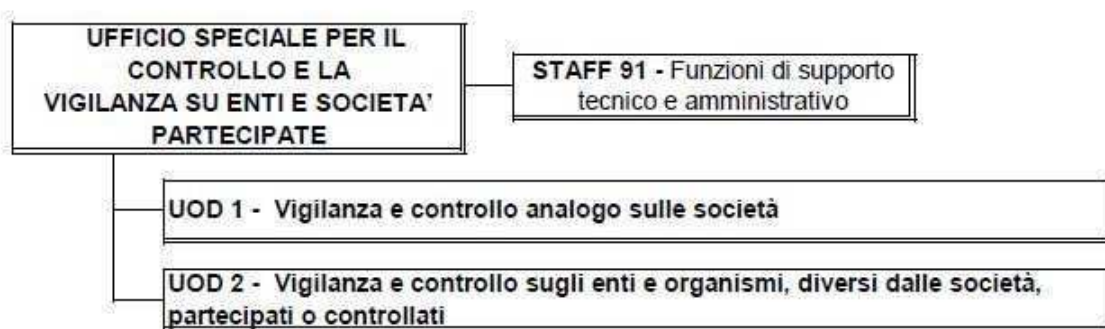 UFFICIO SPECIALE PER IL
CONTROLLO E LA
VIGILANZA SU ENTI E SOCIETA'
PARTECIPATE
STAFF 91 - Funzioni di supporto
tecnico e amministrativo
UOD 1 - Vigilanza e controllo analogo sulle società
UOD 2 - Vigilanza e controllo sugli enti e organismi, diversi dalle società,
partecipati o controllati